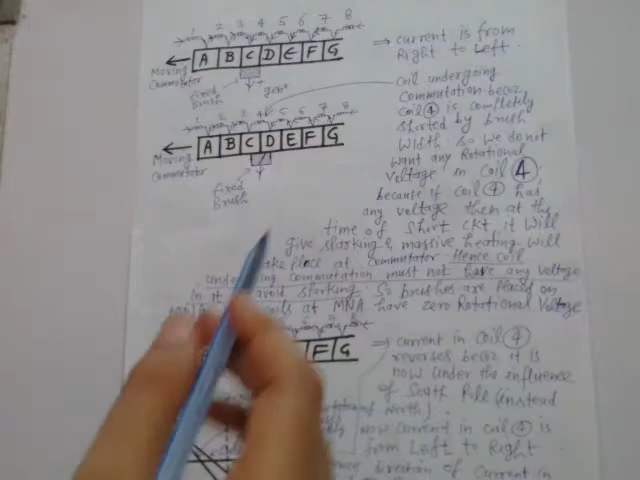 1 2 3 4 5 6 7 8
A B C D E F G
Moving
Commutator
Fixed
Brush
⇒ current is from
Right to Left.
1 2 3 4 5 6 7 8
A B C D E F G
Moving
Commutator
Fixed
Brush
coil undergoing
Commutation becoz
Coil 4 is completely
shorted by brush
width. So we do not
want any Rotational
Voltage in Coil 4
because if Coil 4 has
any voltage then at the
time of short ckt it will
give sparking & massive heating will
take place at Commutator. Hence coil
undergoing commutation must not have any voltage
in it to avoid sparking. So brushes are placed on
coils at MNA have zero Rotational Voltage
F G
⇒ current in Coil 4
reverses becoz it is
now under the influence
of South Pole (instead
of North).
now current in coil 4 is
from Left to Right.
direction of Current in